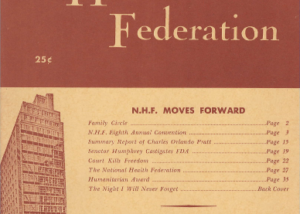 Federation
25¢
N.H.F. MOVES FORWARD
Family Circle Page 2
N.H.F. Eighth Annual Convention Page 3
Summary Report of Charles Orlando Pratt Page 15
Senator Humphrey Castigates FDA Page 19
Court Kills Freedom Page 22
The National Health Federation Page 27
Humanitarian Award Page 33
The Night I Will Never Forget Back Cover